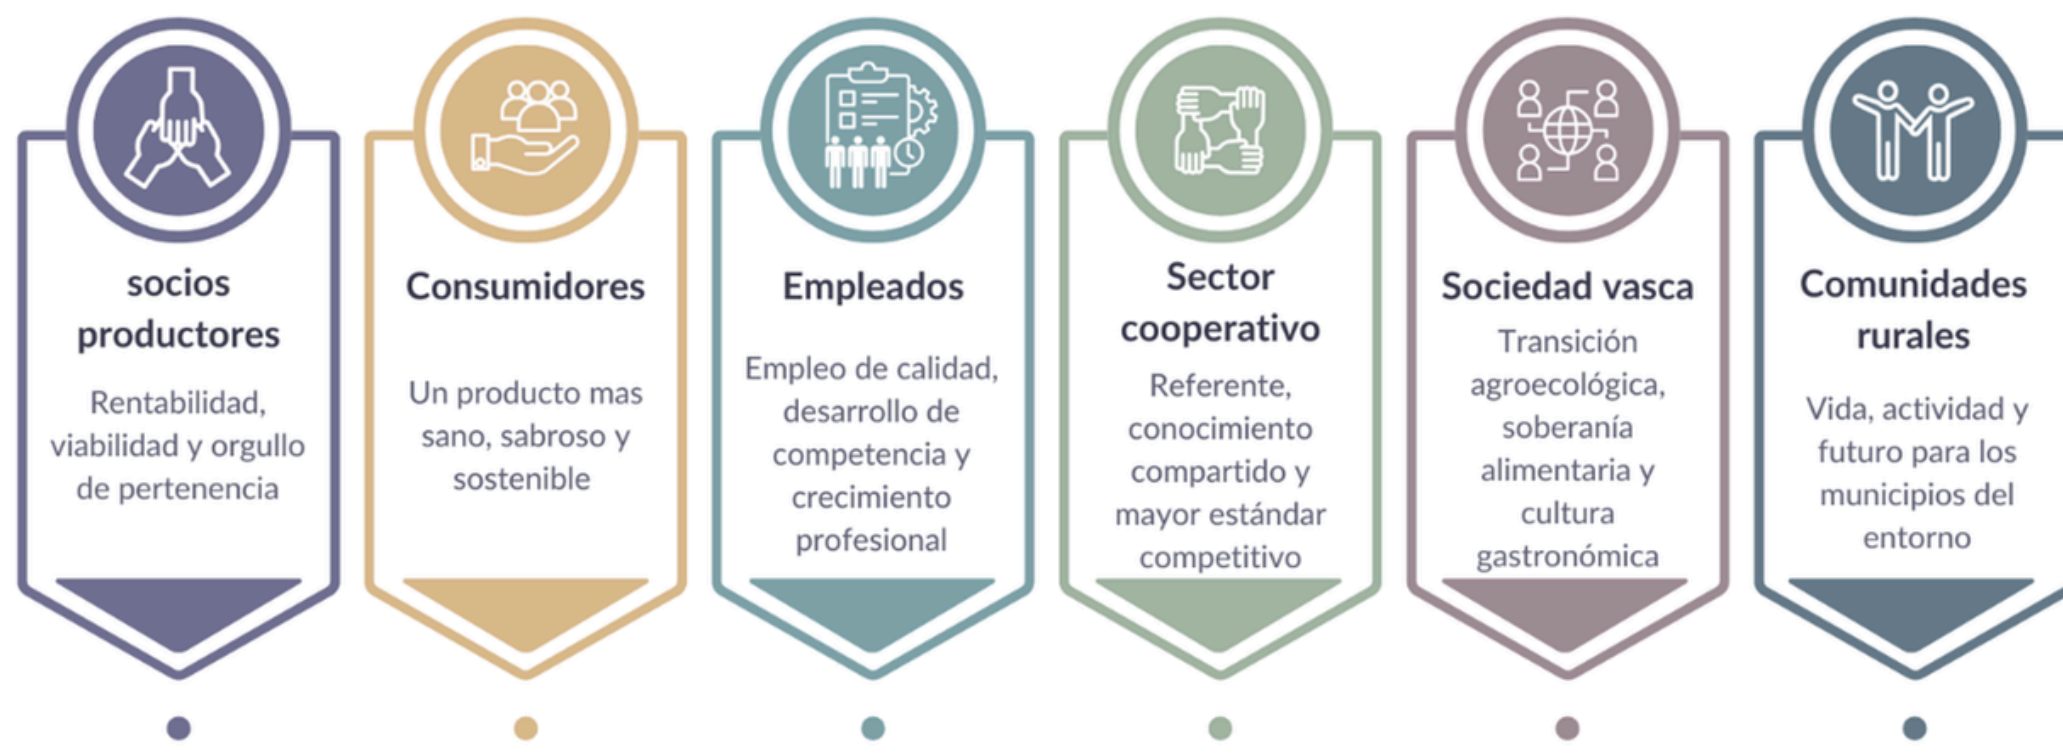 socios
productores
Rentabilidad,
viabilidad y orgullo
de pertenencia
Consumidores
Un producto mas
sano, sabroso y
sostenible
Empleados
Empleo de calidad,
desarrollo de
competencia y
crecimiento
profesional
Sector
cooperativo
Referente,
conocimiento
compartido y
mayor estándar
competitivo
Sociedad vasca
Transición
agroecológica,
soberanía
alimentaria y
cultura
gastronómica
Comunidades
rurales
Vida, actividad y
futuro para los
municipios del
entorno